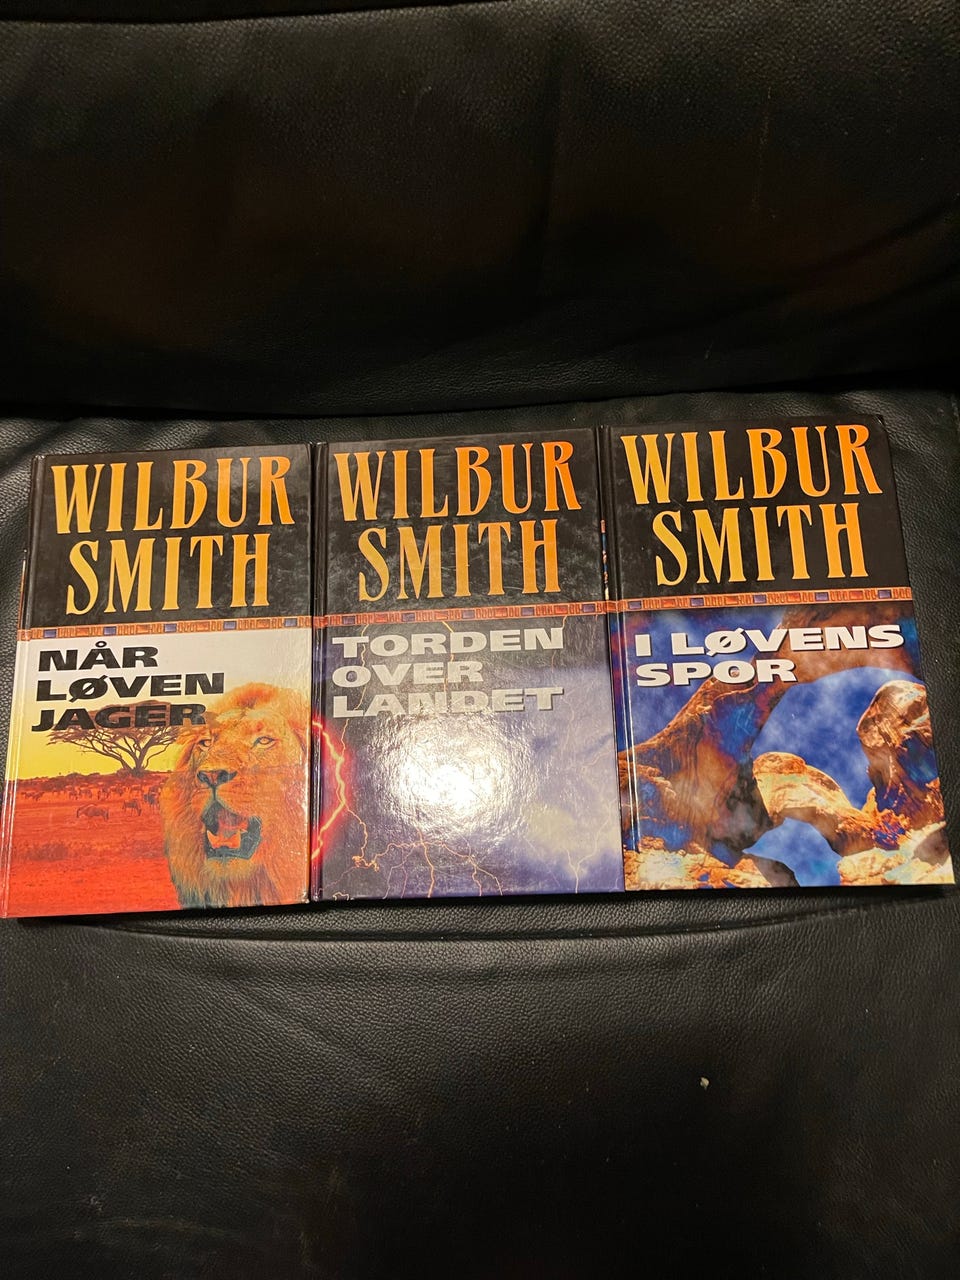 WILBUR
SMITH
NÅR
LØVEN
JAGER
WILBUR
SMITH
TORDEN
OVER
LANDET
WILBUR
SMITH
I LØVENS
SPOR